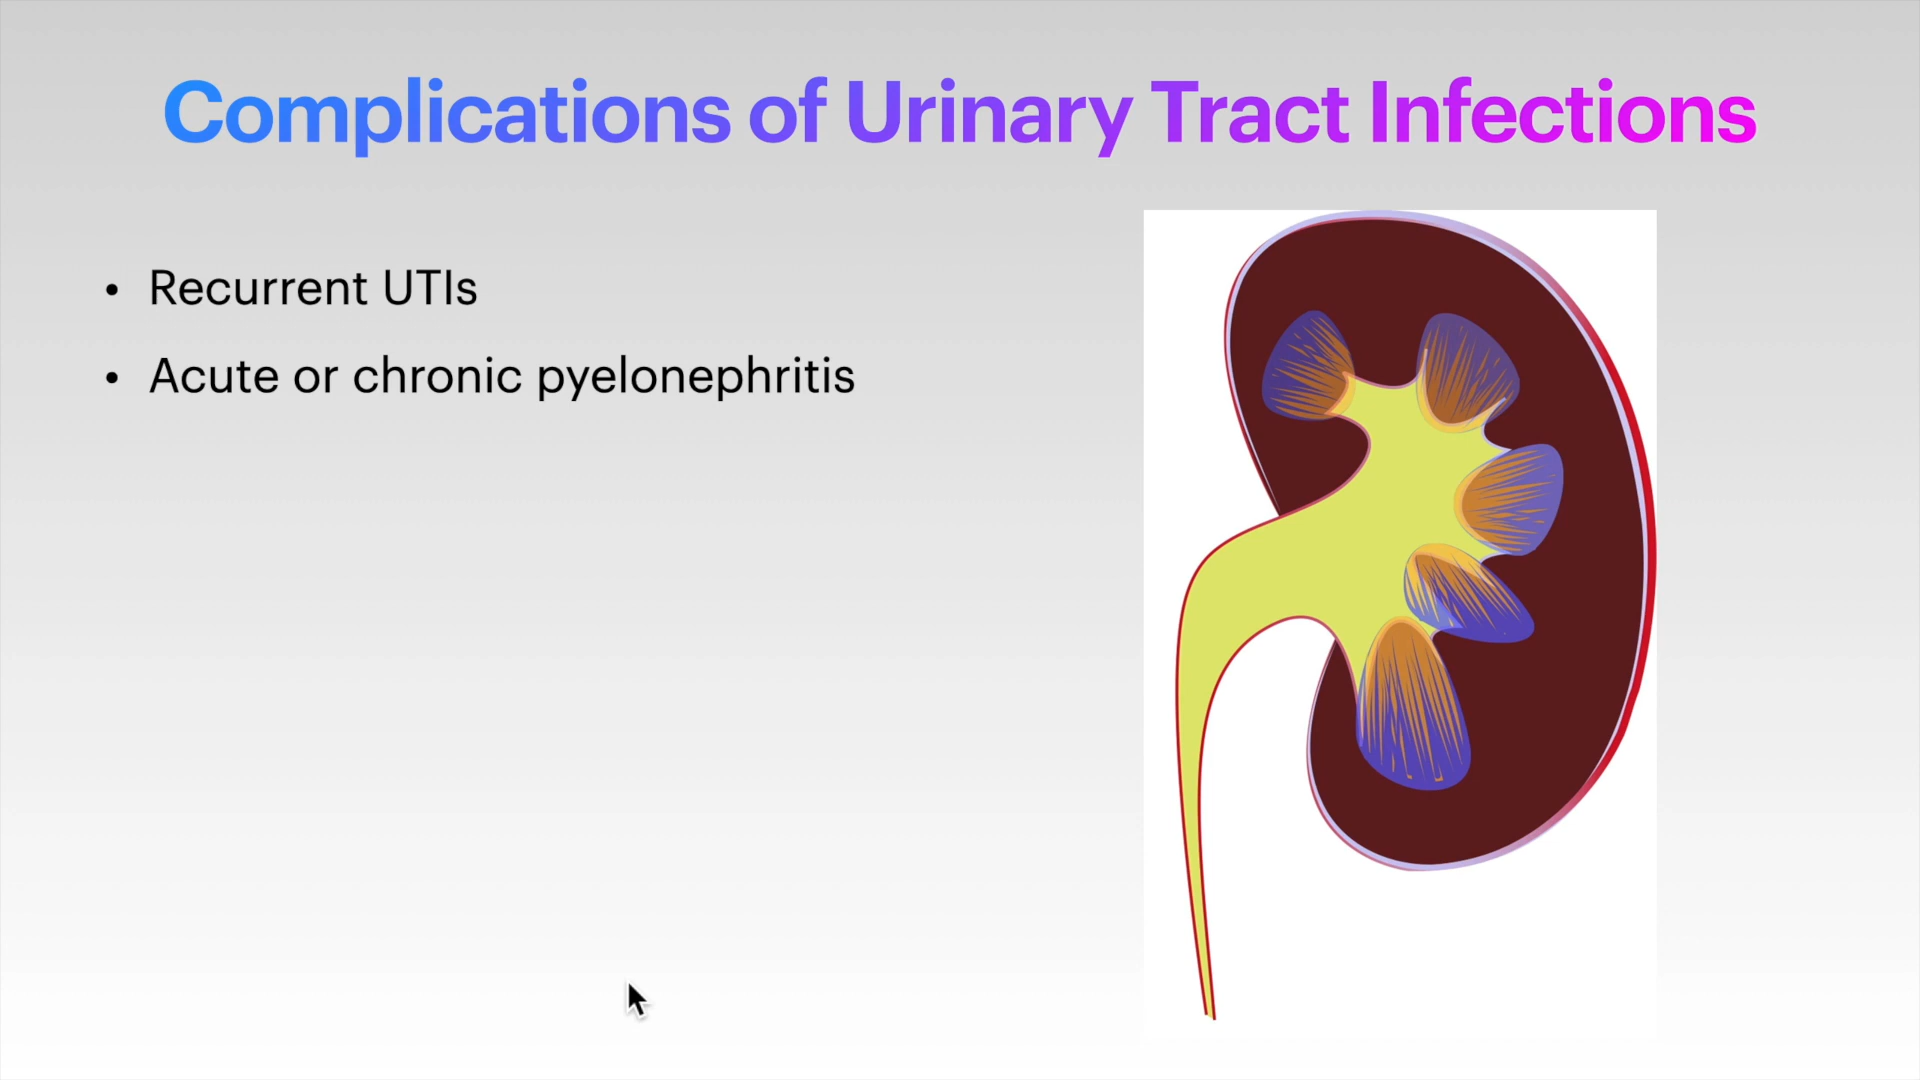 Complications of Urinary Tract Infections
• Recurrent UTIs
• Acute or chronic pyelonephritis